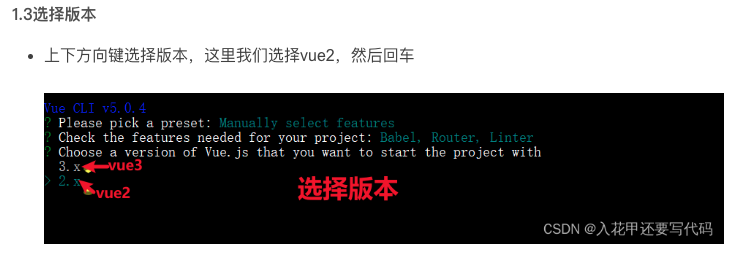 1.3选择版本
上下方向键选择版本，这里我们选择vue2，然后回车
Vue CLI v5.0.4
? Please pick a preset: Manually select features
? Check the features needed for your project: Babel, Router, Linter
? Choose a version of Vue.js that you want to start the project with
3.x vue3
> 2.x vue2
选择版本
CSDN @入花甲还要写代码